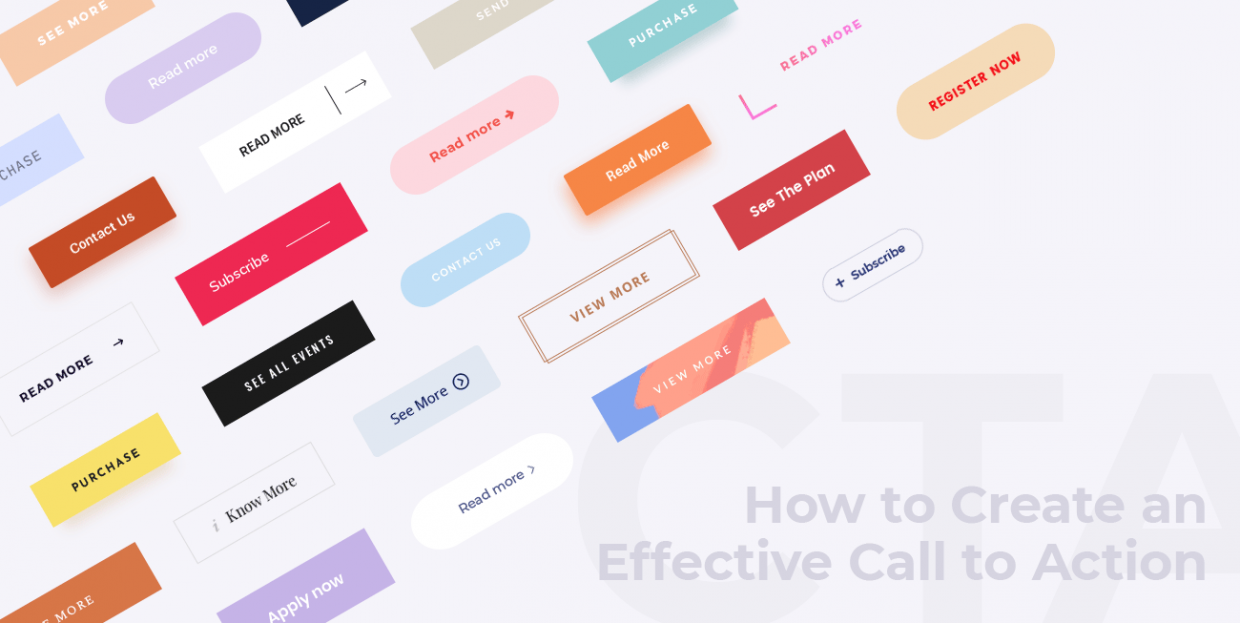 SEE MORE
Read more
SEND
PURCHASE
READ MORE
REGISTER NOW
READ MORE
Read more
Read More
See The Plan
CHASE
Contact Us
Subscribe
CONTACT US
VIEW MORE
Subscribe
READ MORE
SEE ALL EVENTS
See More
VIEW MORE
PURCHASE
i Know More
Read more
MORE
Apply now
CTA
How to Create an
Effective Call to Action